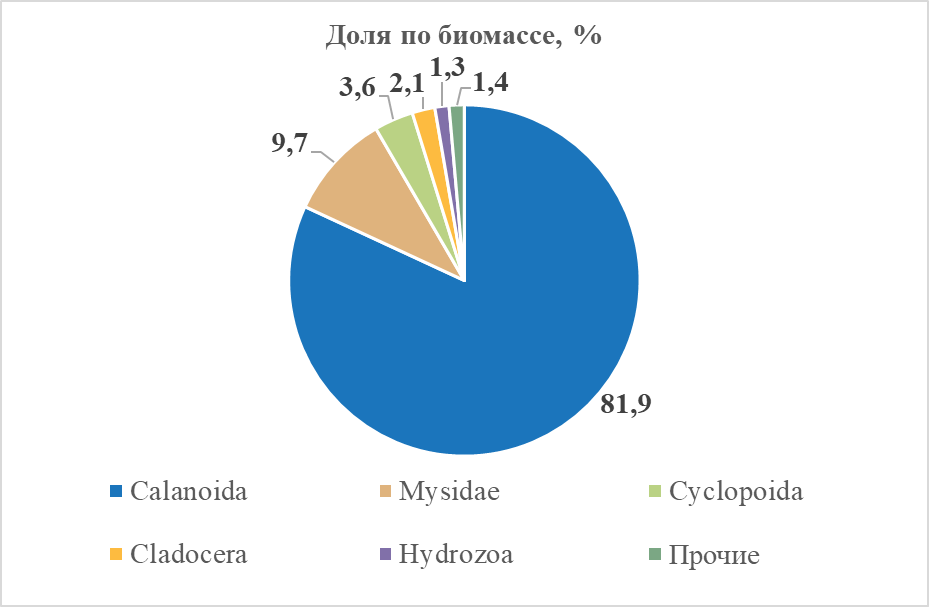 Доля по биомассе, %
3,6 2,1 1,3 1,4
9,7
81,9
Calanoida Mysidae Cyclopoida
Cladocera Hydrozoa Прочие